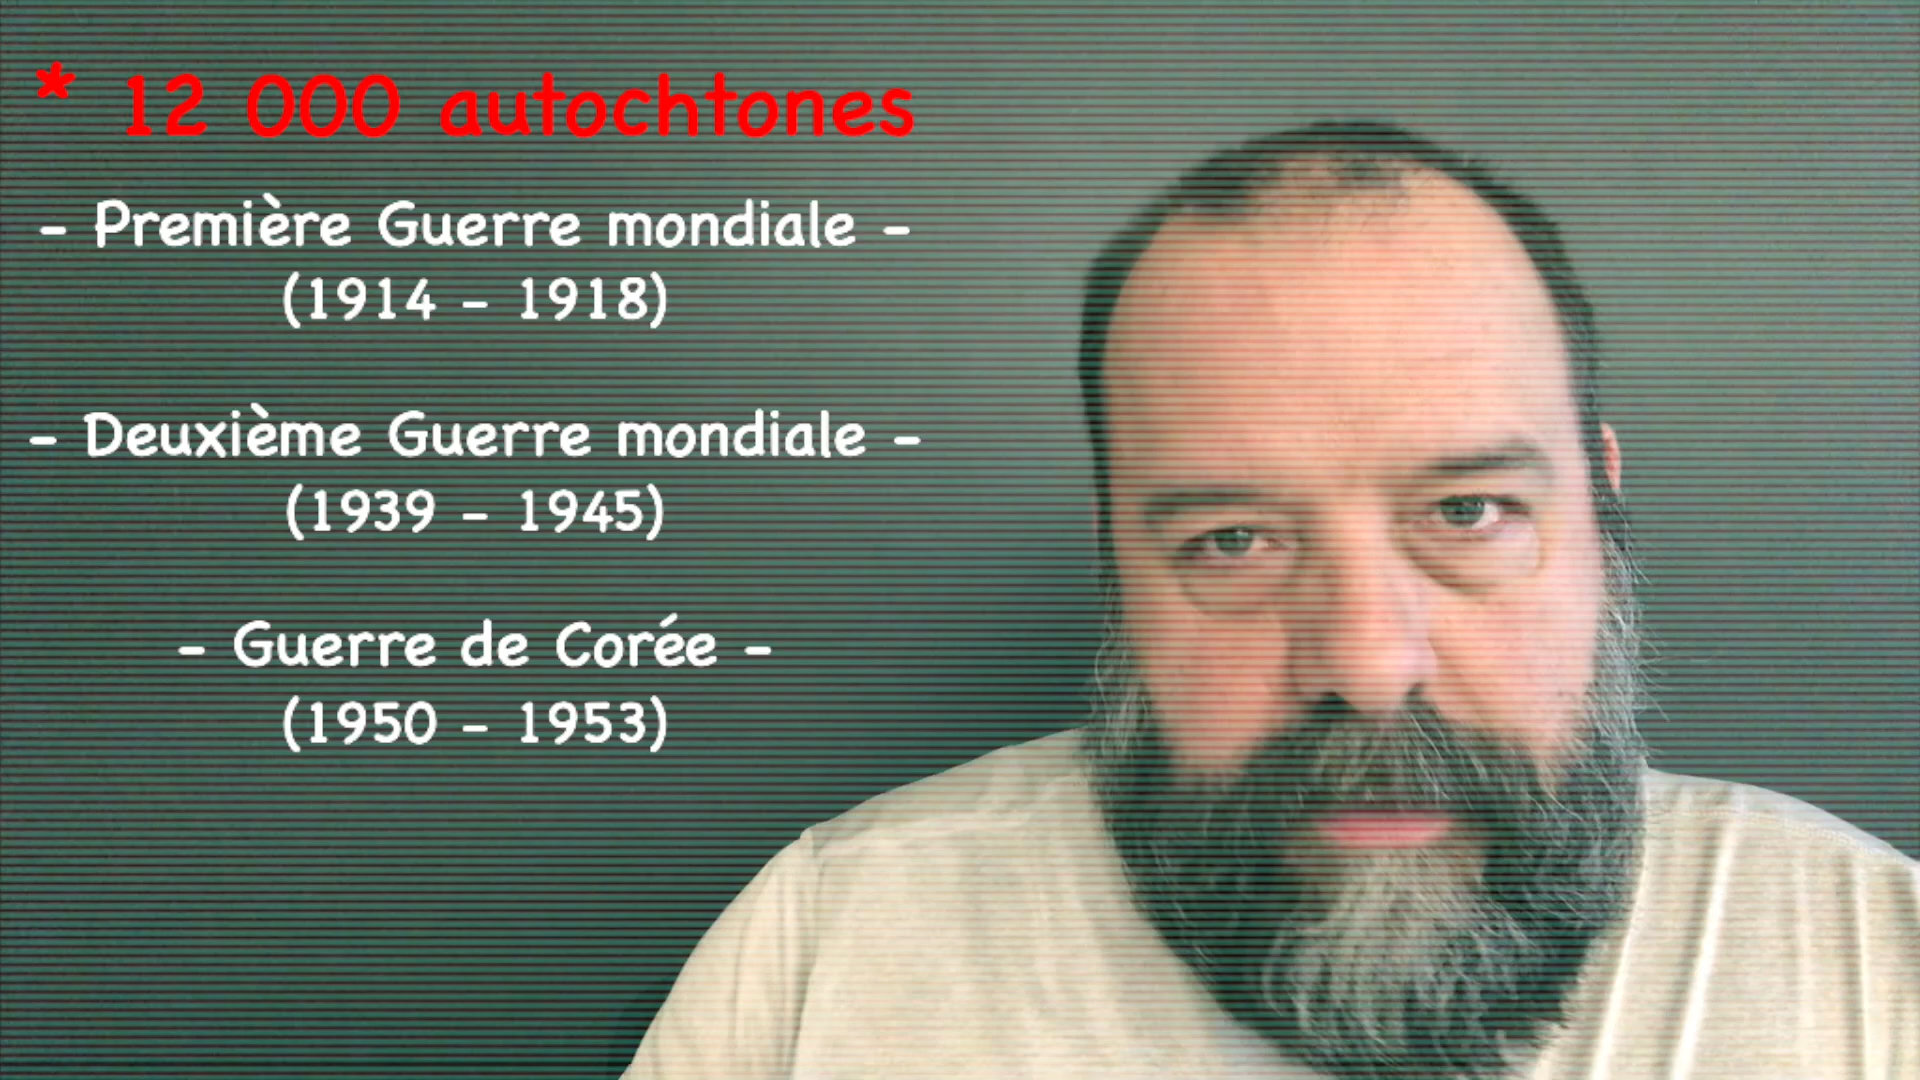 * 12 000 autochtones
- Première Guerre mondiale -
(1914 - 1918)
- Deuxième Guerre mondiale -
(1939 - 1945)
- Guerre de Corée -
(1950 - 1953)